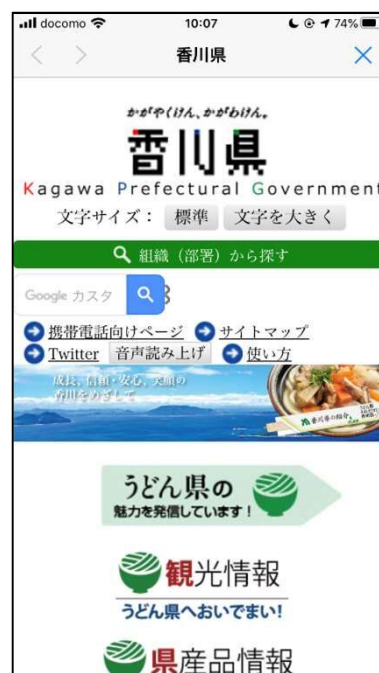 docomo 10:07 74%
香川県
かがやくけん、かがわけん。
香川県
Kagawa Prefectural Government
文字サイズ： 標準 文字を大きく
組織（部署）から探す
Google カスタ
携帯電話向けページ サイトマップ
Twitter 音声読み上げ 使い方
成長、信頼・安心、笑顔の
香川をめざして
香川県の紹介
うどん県の
魅力を発信しています！
観光情報
うどん県へおいでまい!
県産品情報